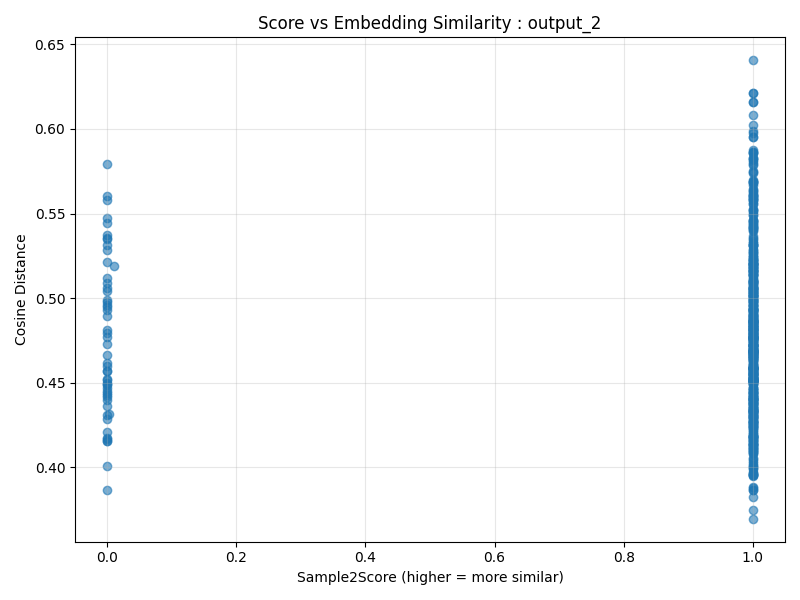 Score vs Embedding Similarity : output_2
0.65
0.60
0.55
0.50
0.45
0.40
Cosine Distance
0.0 0.2 0.4 0.6 0.8 1.0
Sample2Score (higher = more similar)